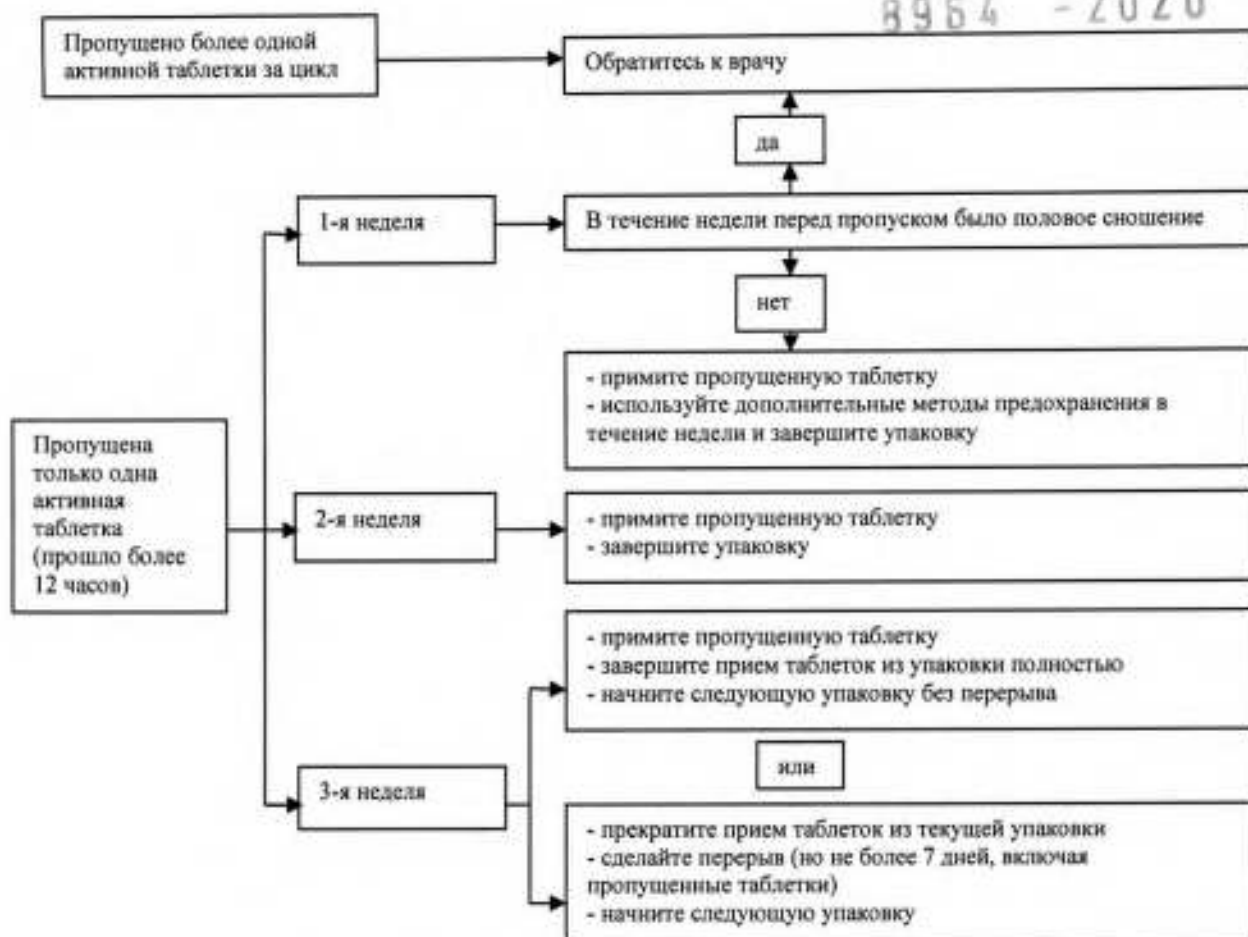 8964 - 2020
Пропущено более одной
активной таблетки за цикл
Обратитесь к врачу
да
1-я неделя
В течение недели перед пропуском было половое сношение
нет
- примите пропущенную таблетку
- используйте дополнительные методы предохранения в
течение недели и завершите упаковку
Пропущена
только одна
активная
таблетка
(прошло более
12 часов)
2-я неделя
- примите пропущенную таблетку
- завершите упаковку
- примите пропущенную таблетку
- завершите прием таблеток из упаковки полностью
- начните следующую упаковку без перерыва
или
3-я неделя
- прекратите прием таблеток из текущей упаковки
- сделайте перерыв (но не более 7 дней, включая
пропущенные таблетки)
- начните следующую упаковку